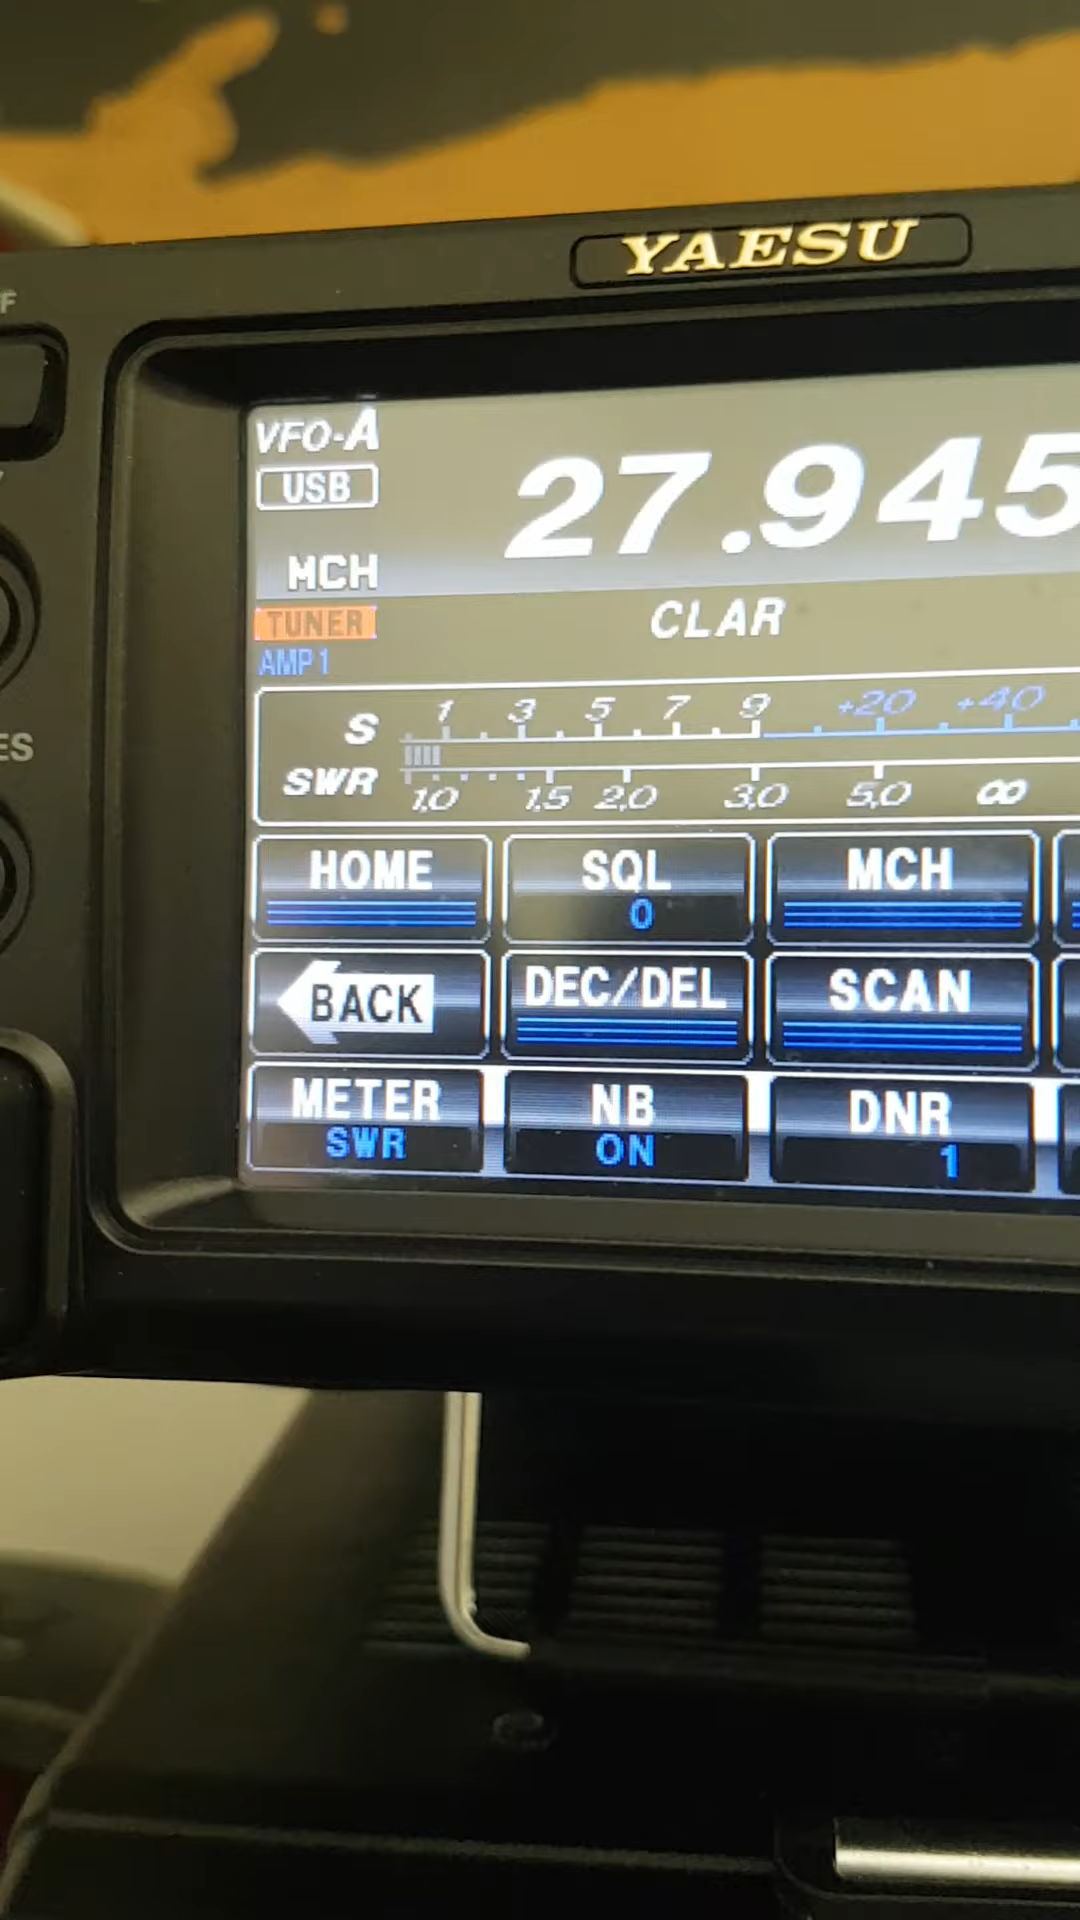 YAESU
F
VFO-A
USB
27.945
MCH
TUNER
CLAR
AMP1
S 1 3 5 7 9 +20 +40
SWR 1,0 1,5 2,0 3,0 5,0 ∞
ES
HOME SQL MCH
0
BACK DEC/DEL SCAN
METER NB DNR
SWR ON 1